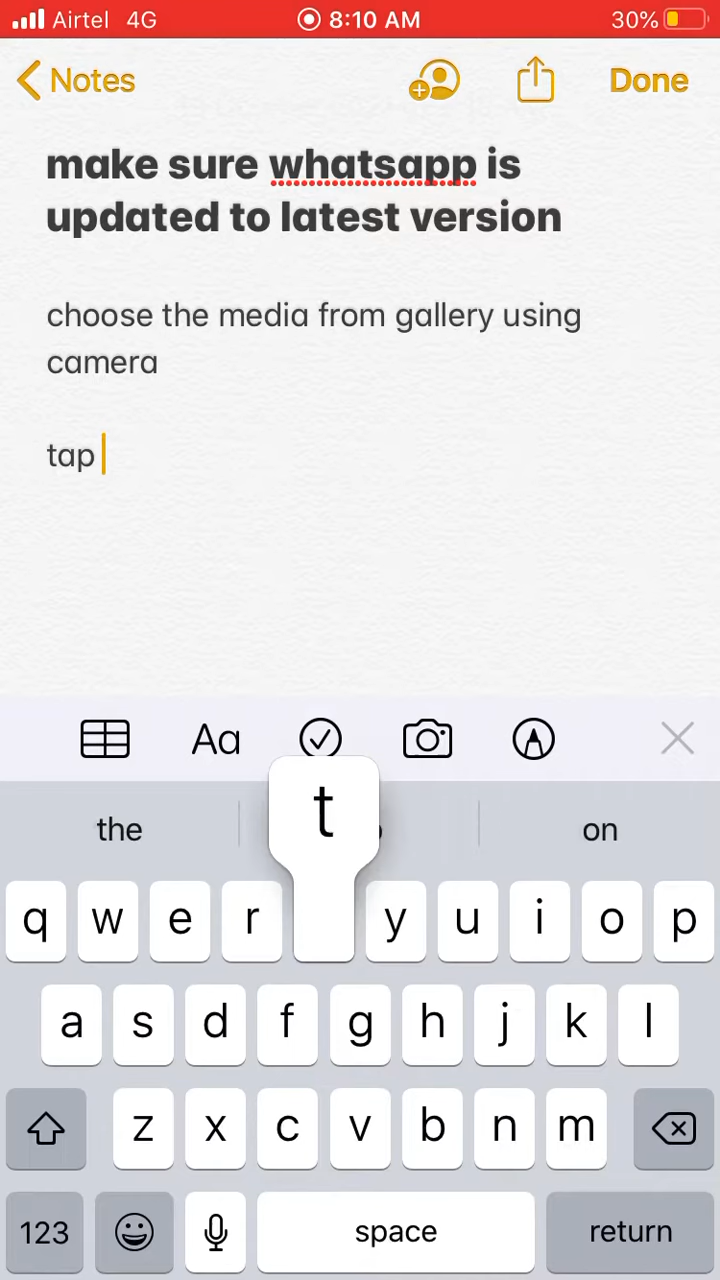 Airtel 4G 8:10 AM 30%
Notes Done
make sure whatsapp is
updated to latest version
choose the media from gallery using
camera
tap
Aa
t
the on
q w e r y u i o p
a s d f g h j k l
z x c v b n m
123 space return